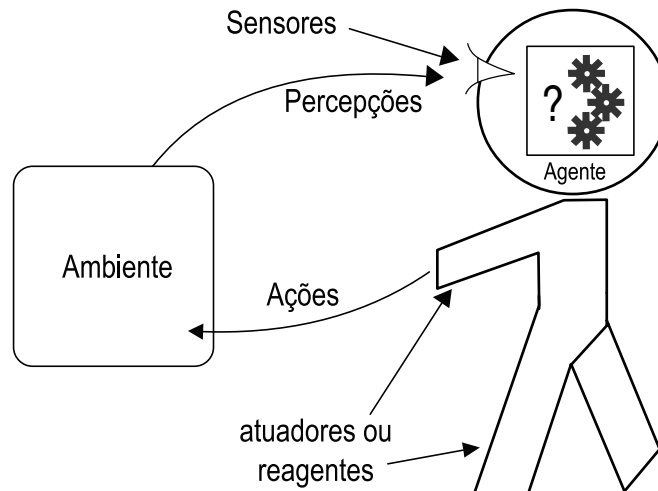 Sensores
Percepções
?
Agente
Ambiente
Ações
atuadores ou
reagentes